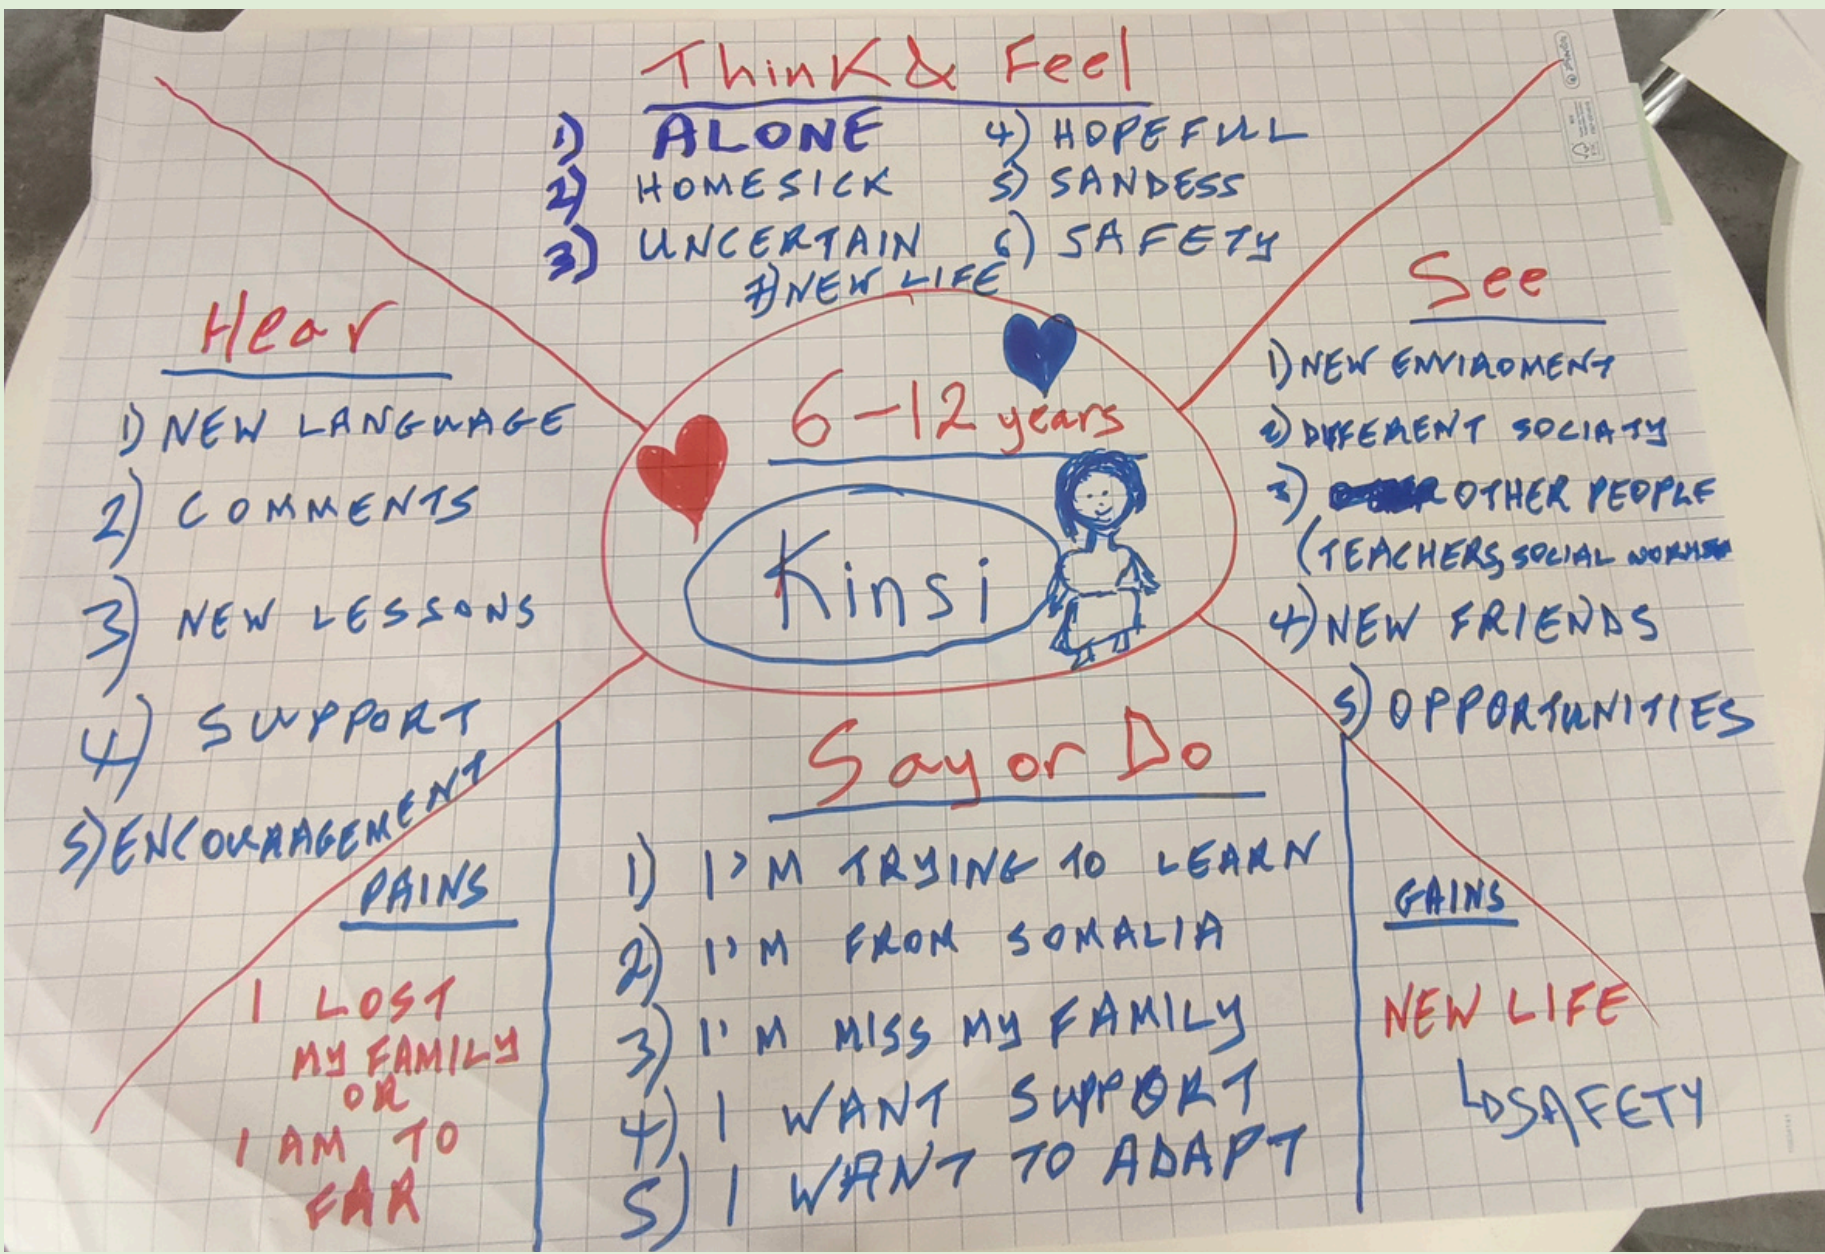 Think & Feel
1) ALONE
2) HOMESICK
3) UNCERTAIN
4) HOPEFULL
5) SANDESS
6) SAFETY
7) NEW LIFE
Hear
1) NEW LANGUAGE
2) COMMENTS
3) NEW LESSONS
4) SUPPORT
5) ENCOURAGEMENT
6-12 years
Kinsi
See
1) NEW ENVIROMENT
2) DIFFERENT SOCIATY
3) OTHER PEOPLE
(TEACHERS, SOCIAL
4) NEW FRIENDS
5) OPPORTUNITIES
PAINS
I LOST
MY FAMILY
OR
I AM TO
FAR
Say or Do
1) I'M TRYING TO LEARN
2) I'M FROM SOMALIA
3) I'M MISS MY FAMILY
4) I WANT SUPPORT
5) I WANT TO ADAPT
GAINS
NEW LIFE
↳ SAFETY